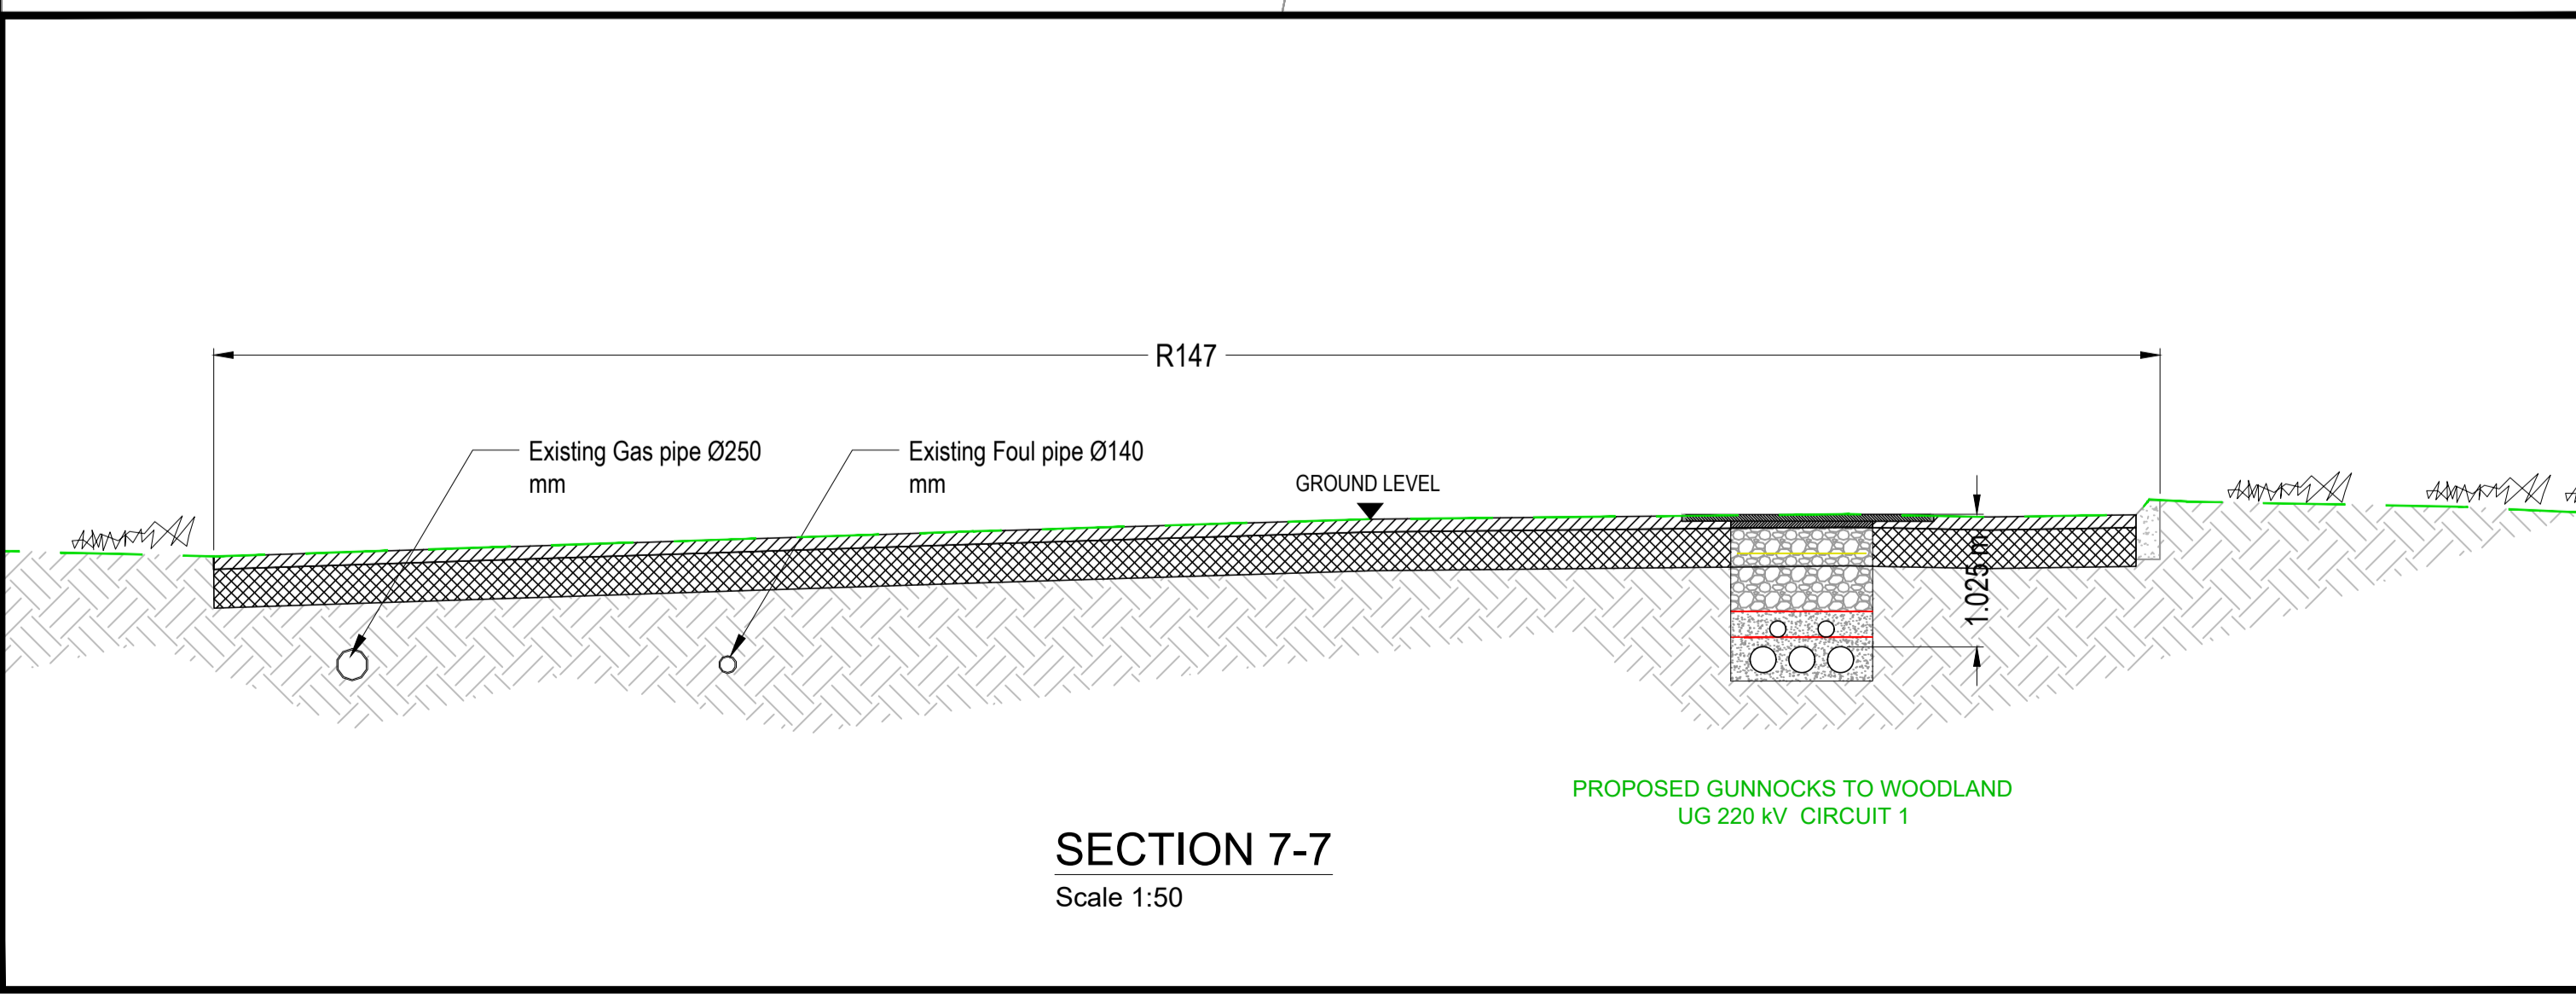 R147
Existing Gas pipe Ø250
mm
Existing Foul pipe Ø140
mm
GROUND LEVEL
1.025 m
PROPOSED GUNNOCKS TO WOODLAND
UG 220 kV CIRCUIT 1
SECTION 7-7
Scale 1:50